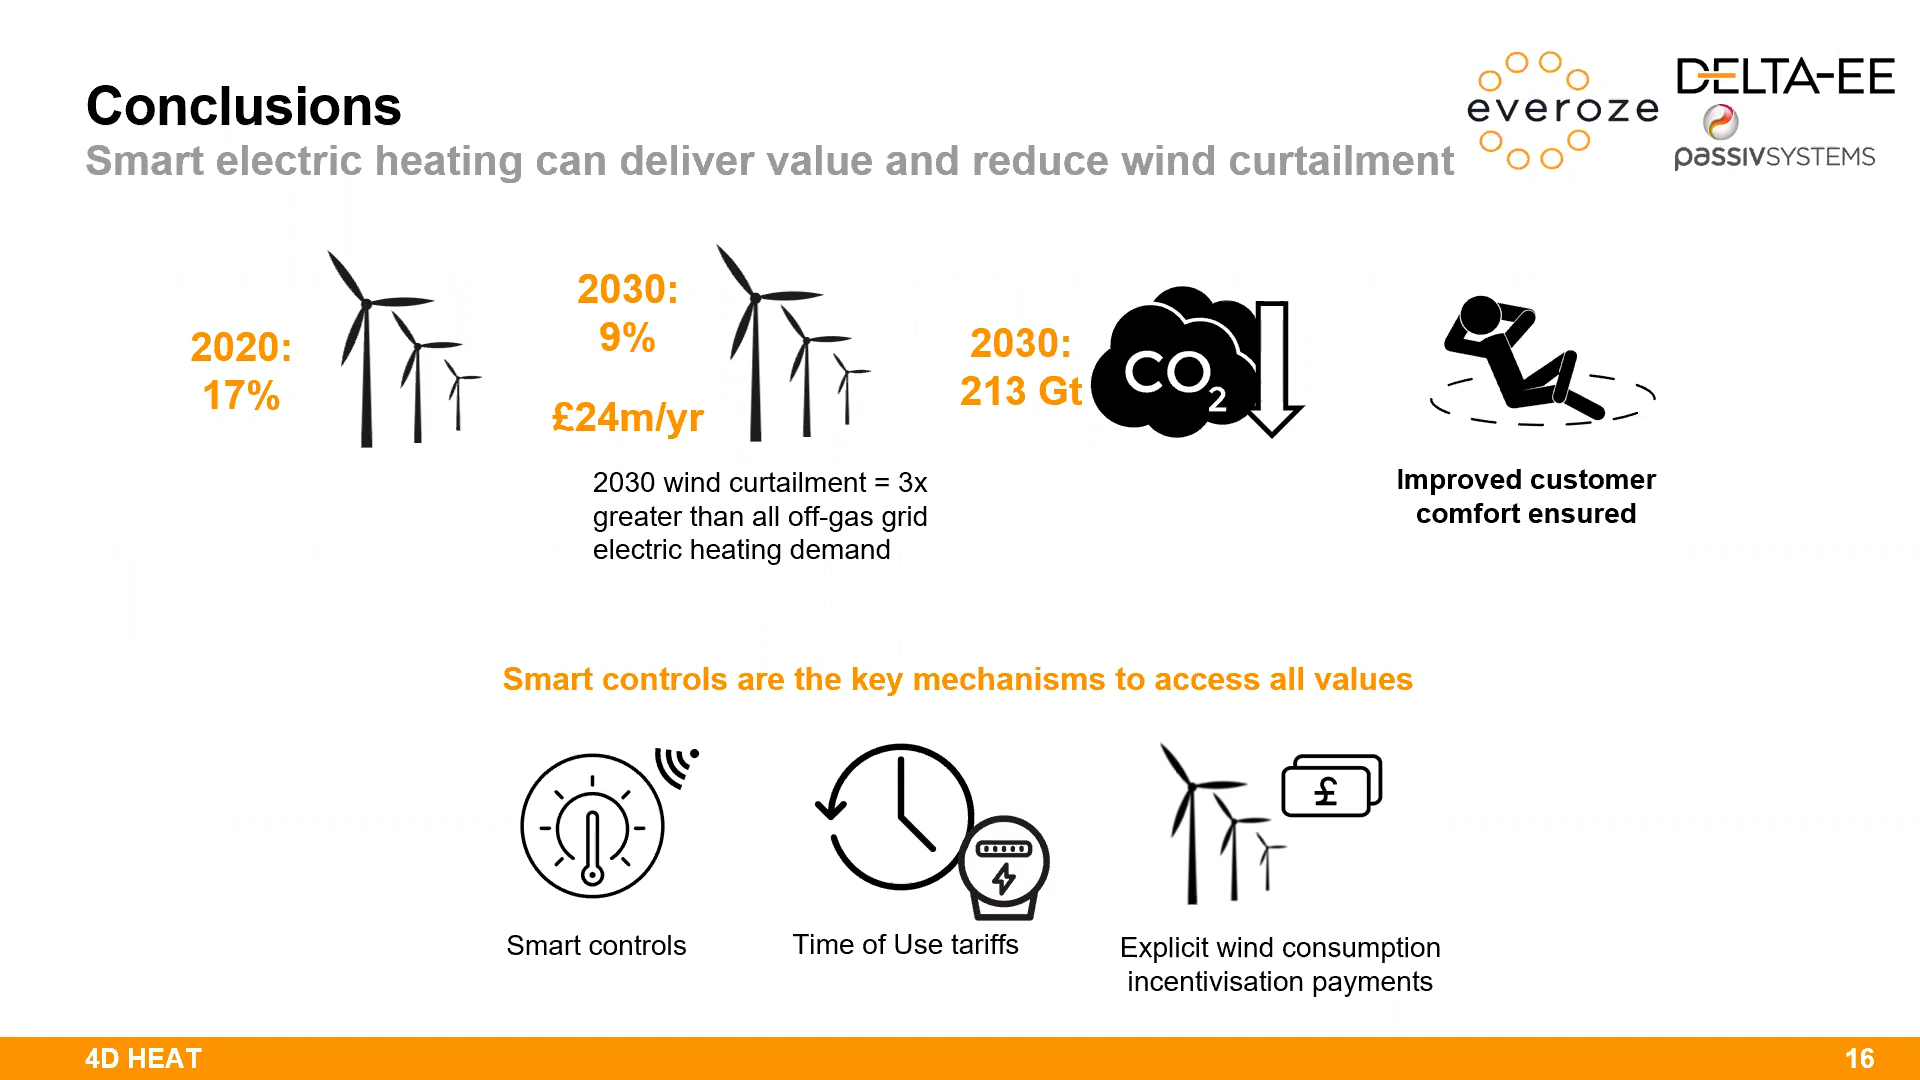 Conclusions
Smart electric heating can deliver value and reduce wind curtailment
everoze
DELTA-EE
passivSYSTEMS
2020:
17%
2030:
9%
£24m/yr
2030 wind curtailment = 3x
greater than all off-gas grid
electric heating demand
2030:
213 Gt
CO2
Improved customer
comfort ensured
Smart controls are the key mechanisms to access all values
£
Smart controls
Time of Use tariffs
Explicit wind consumption
incentivisation payments
4D HEAT
16